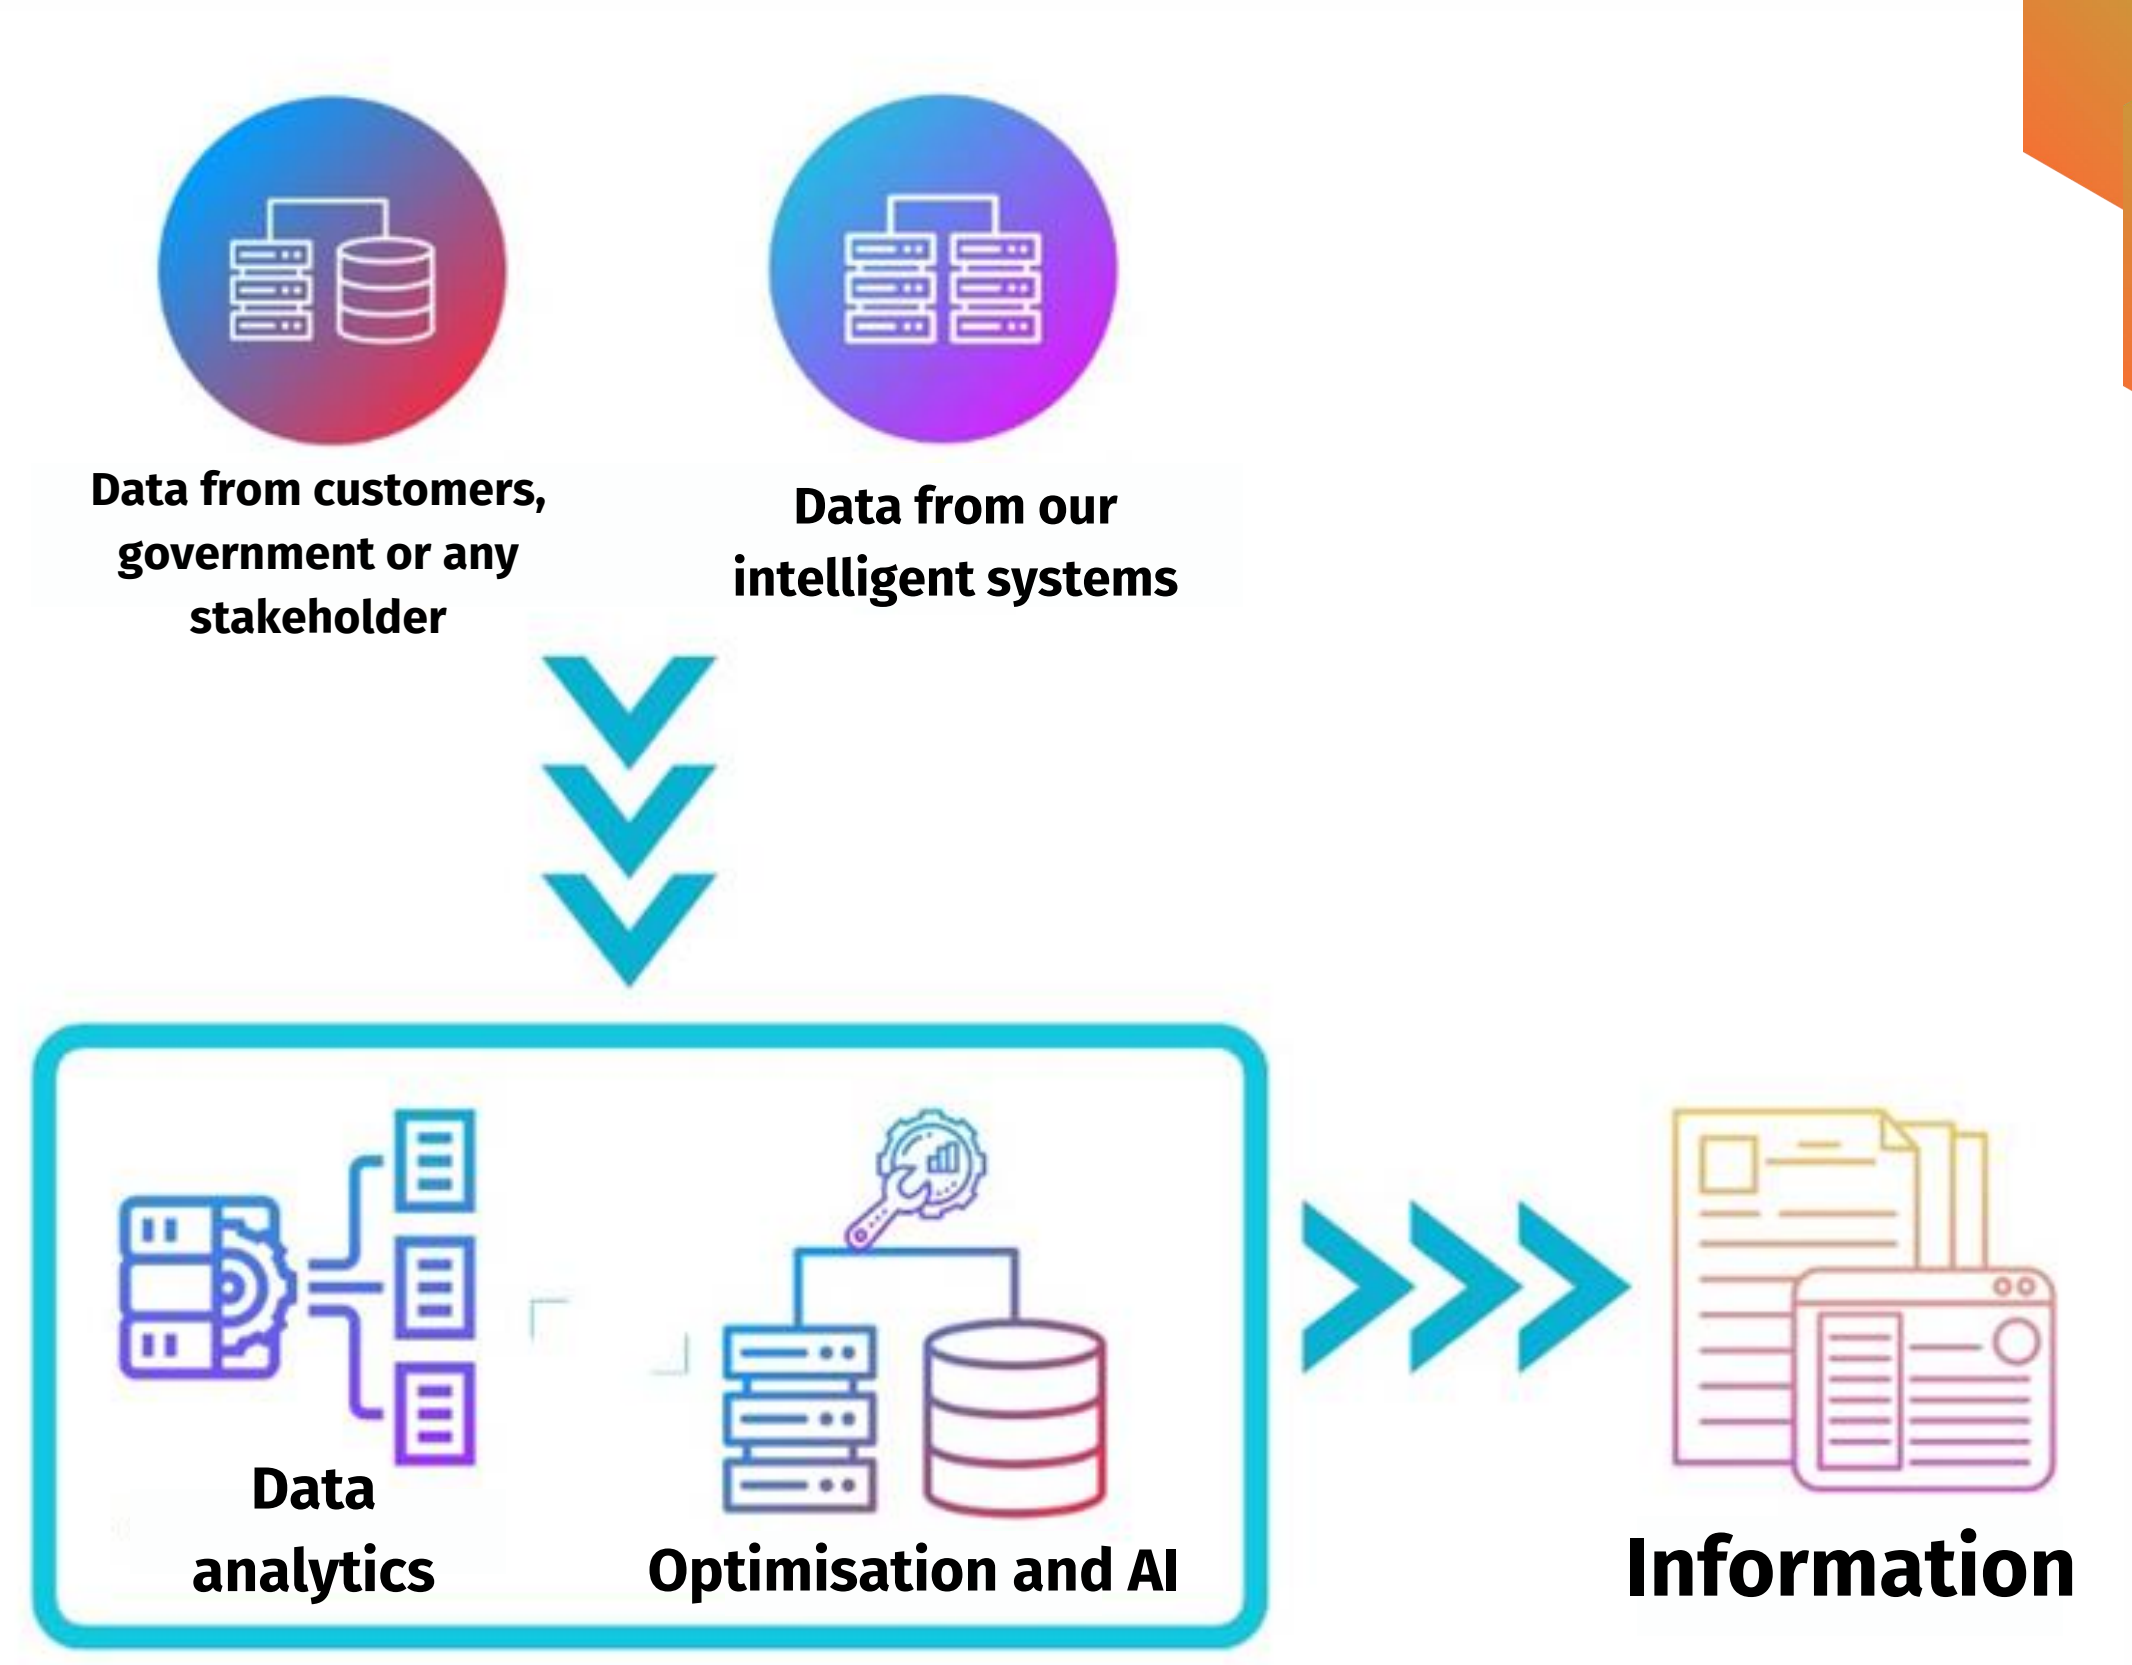 Data from customers,
government or any
stakeholder
Data from our
intelligent systems
Data
analytics
Optimisation and AI
Information